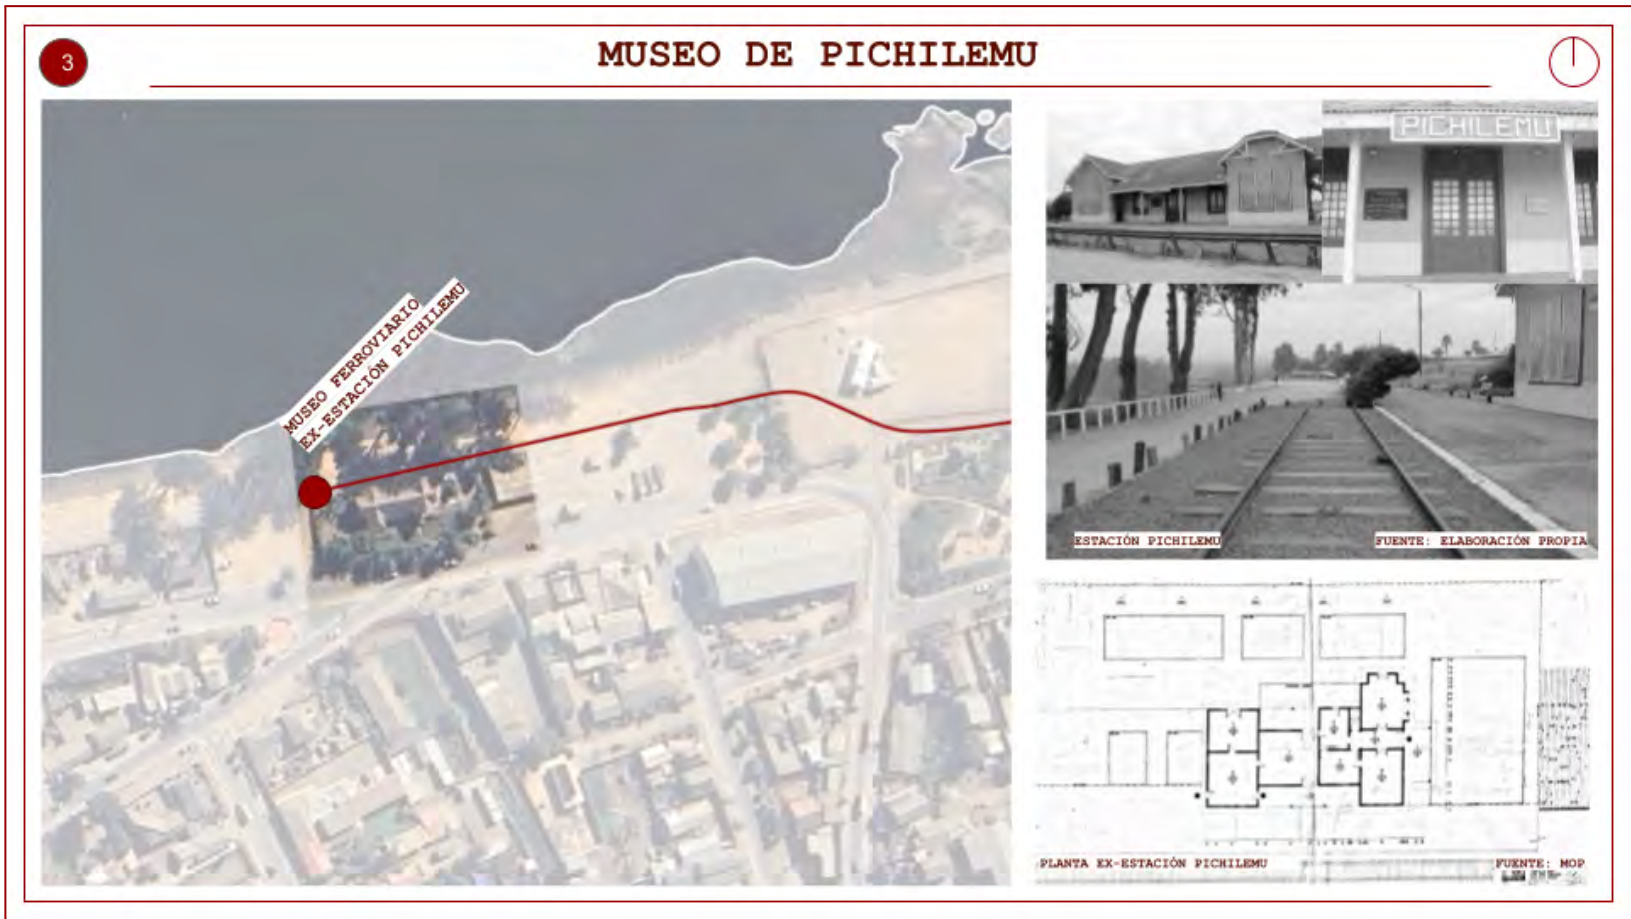 3
MUSEO DE PICHILEMU
MUSEO FERROVIARIO
EX-ESTACIÓN PICHILEMU
PICHILEMU
ESTACIÓN PICHILEMU
FUENTE: ELABORACIÓN PROPIA
PLANTA EX-ESTACIÓN PICHILEMU
FUENTE: MOP